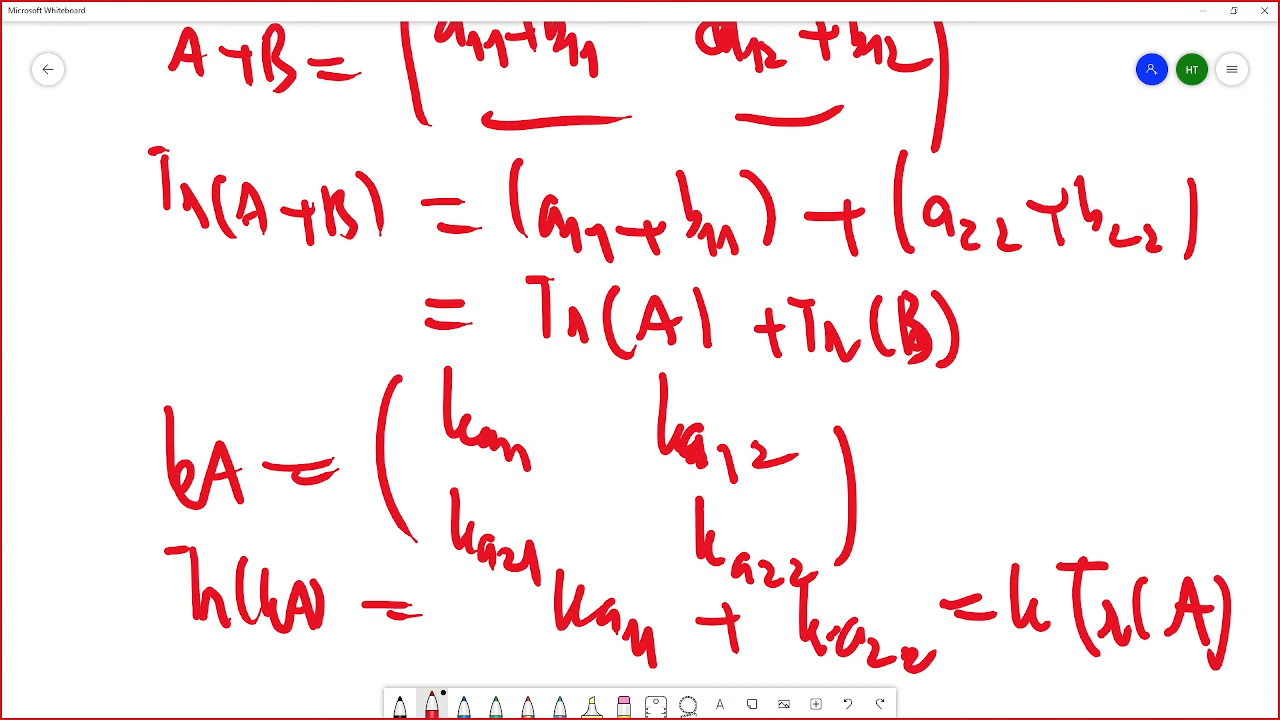 Microsoft Whiteboard
HT
A+B = ( a11+b11 a12+b12 )
Tr(A+B) = (a11+b11) + (a22+b22)
= Tr(A) + Tr(B)
kA = ( ka11 ka12
ka21 ka22 )
Tr(kA) = ka11 + k.a22 = k Tr(A)
A